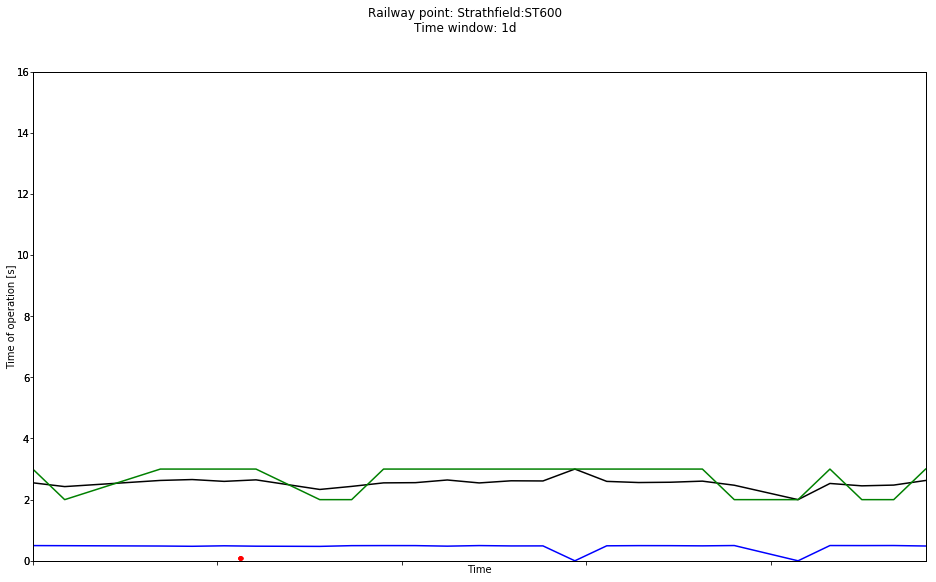 Railway point: Strathfield:ST600
Time window: 1d
16
14
12
10
8
6
4
2
0
Time of operation [s]
Time